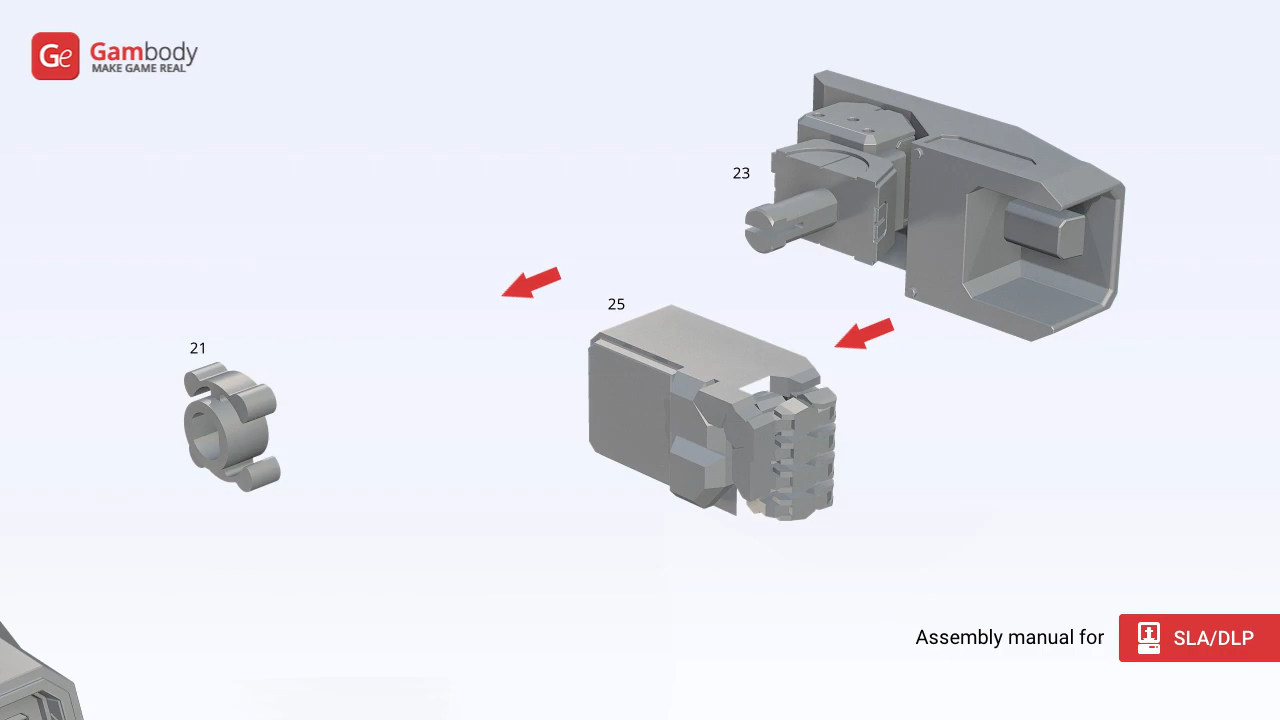 Ge
Gambody
MAKE GAME REAL
23
25
21
Assembly manual for
SLA/DLP